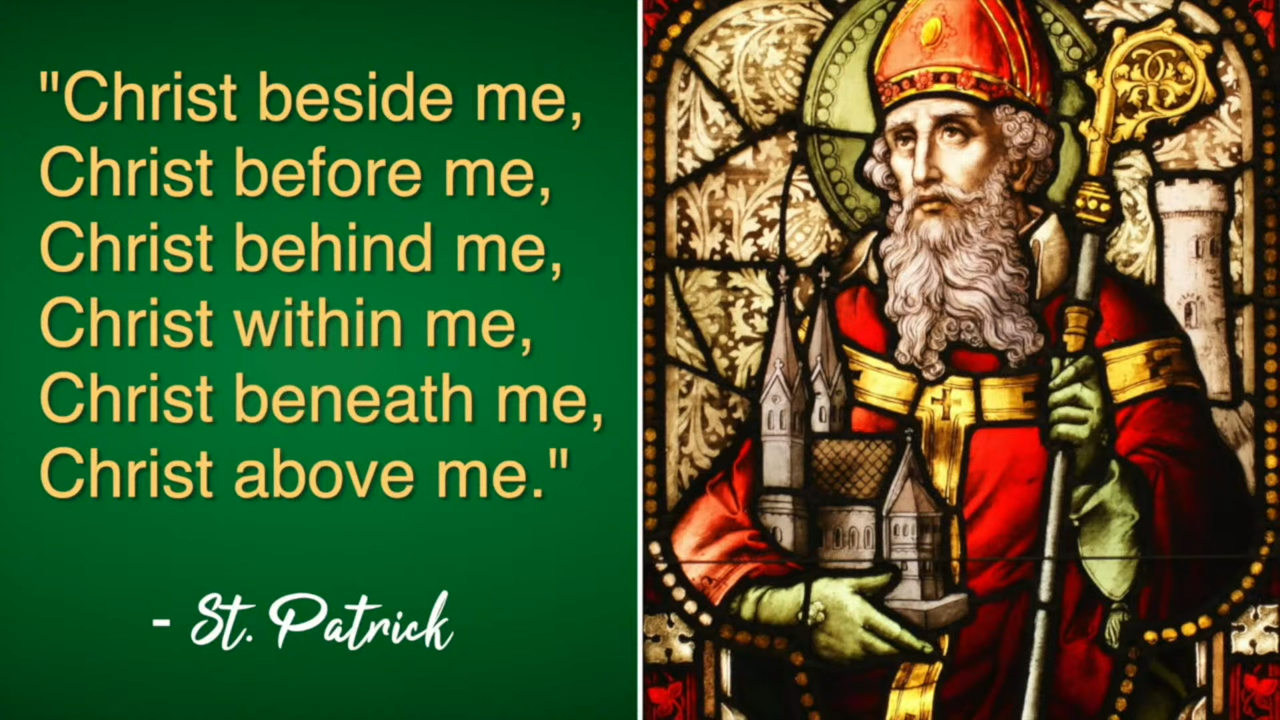 "Christ beside me,
Christ before me,
Christ behind me,
Christ within me,
Christ beneath me,
Christ above me."
- St. Patrick